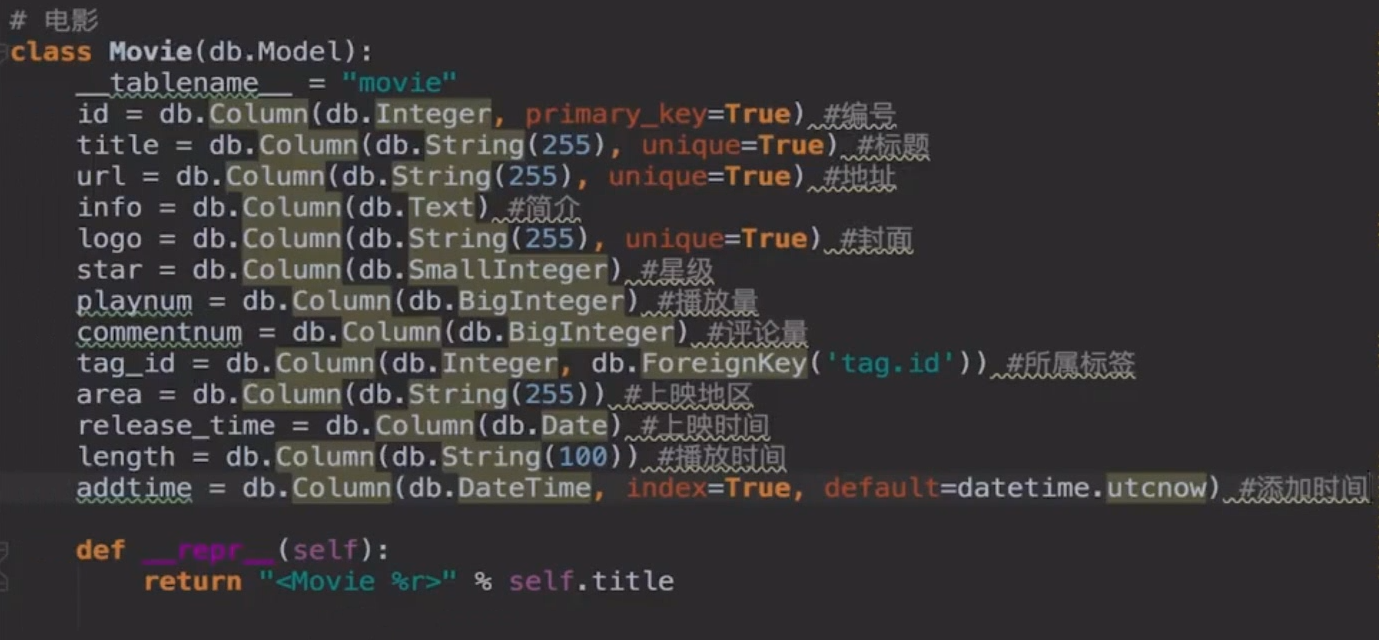 # 电影
class Movie(db.Model):
    __tablename__ = "movie"
    id = db.Column(db.Integer, primary_key=True) #编号
    title = db.Column(db.String(255), unique=True) #标题
    url = db.Column(db.String(255), unique=True) #地址
    info = db.Column(db.Text) #简介
    logo = db.Column(db.String(255), unique=True) #封面
    star = db.Column(db.SmallInteger) #星级
    playnum = db.Column(db.BigInteger) #播放量
    commentnum = db.Column(db.BigInteger) #评论量
    tag_id = db.Column(db.Integer, db.ForeignKey('tag.id')) #所属标签
    area = db.Column(db.String(255)) #上映地区
    release_time = db.Column(db.Date) #上映时间
    length = db.Column(db.String(100)) #播放时间
    addtime = db.Column(db.DateTime, index=True, default=datetime.utcnow) #添加时间
    def __repr__(self):
        return "<Movie %r>" % self.title